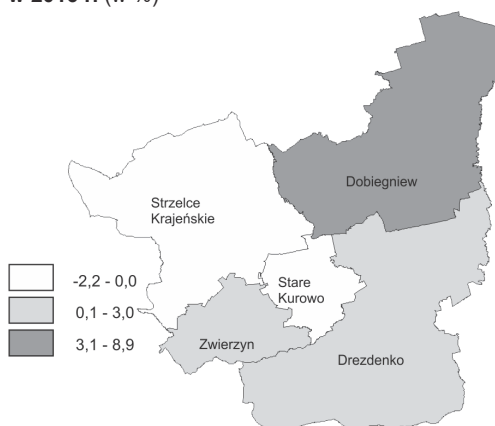 Dobiegniew
Strzelce
Krajeńskie
-2,2 - 0,0
0,1 - 3,0
3,1 - 8,9
Stare
Kurowo
Zwierzyn
Drezdenko